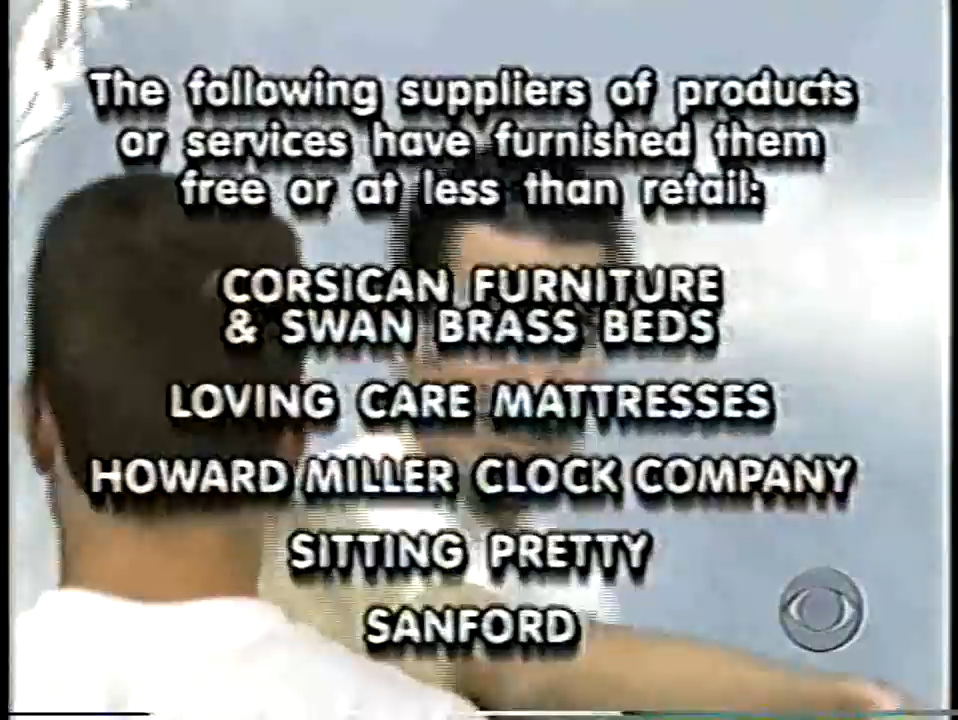 The following suppliers of products
or services have furnished them
free or at less than retail:
CORSICAN FURNITURE
& SWAN BRASS BEDS
LOVING CARE MATTRESSES
HOWARD MILLER CLOCK COMPANY
SITTING PRETTY
SANFORD